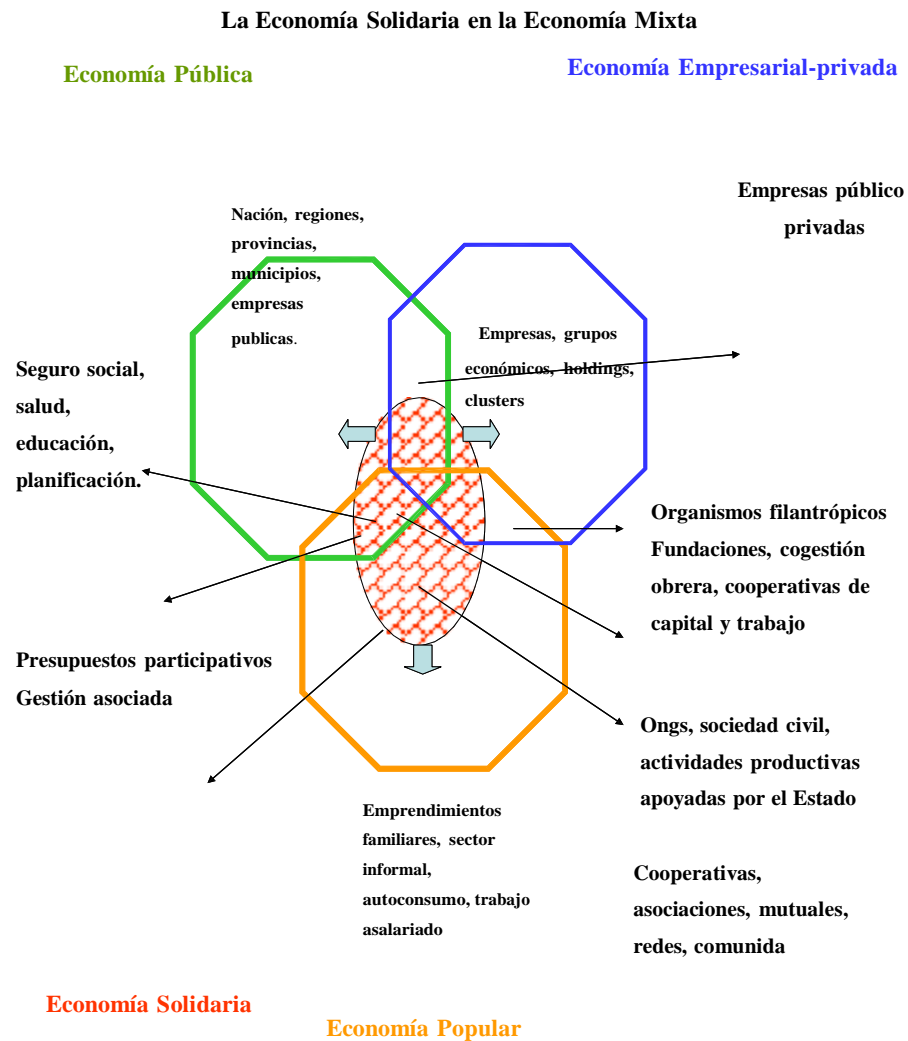 La Economía Solidaria en la Economía Mixta
Economía Pública
Economía Empresarial-privada
Empresas público
privadas
Nación, regiones,
provincias,
municipios,
empresas
publicas.
Empresas, grupos
económicos, holdings,
clusters
Seguro social,
salud,
educación,
planificación.
Organismos filantrópicos
Fundaciones, cogestión
obrera, cooperativas de
capital y trabajo
Presupuestos participativos
Gestión asociada
Ongs, sociedad civil,
actividades productivas
apoyadas por el Estado
Emprendimientos
familiares, sector
informal,
autoconsumo, trabajo
asalariado
Cooperativas,
asociaciones, mutuales,
redes, comunida
Economía Solidaria
Economía Popular